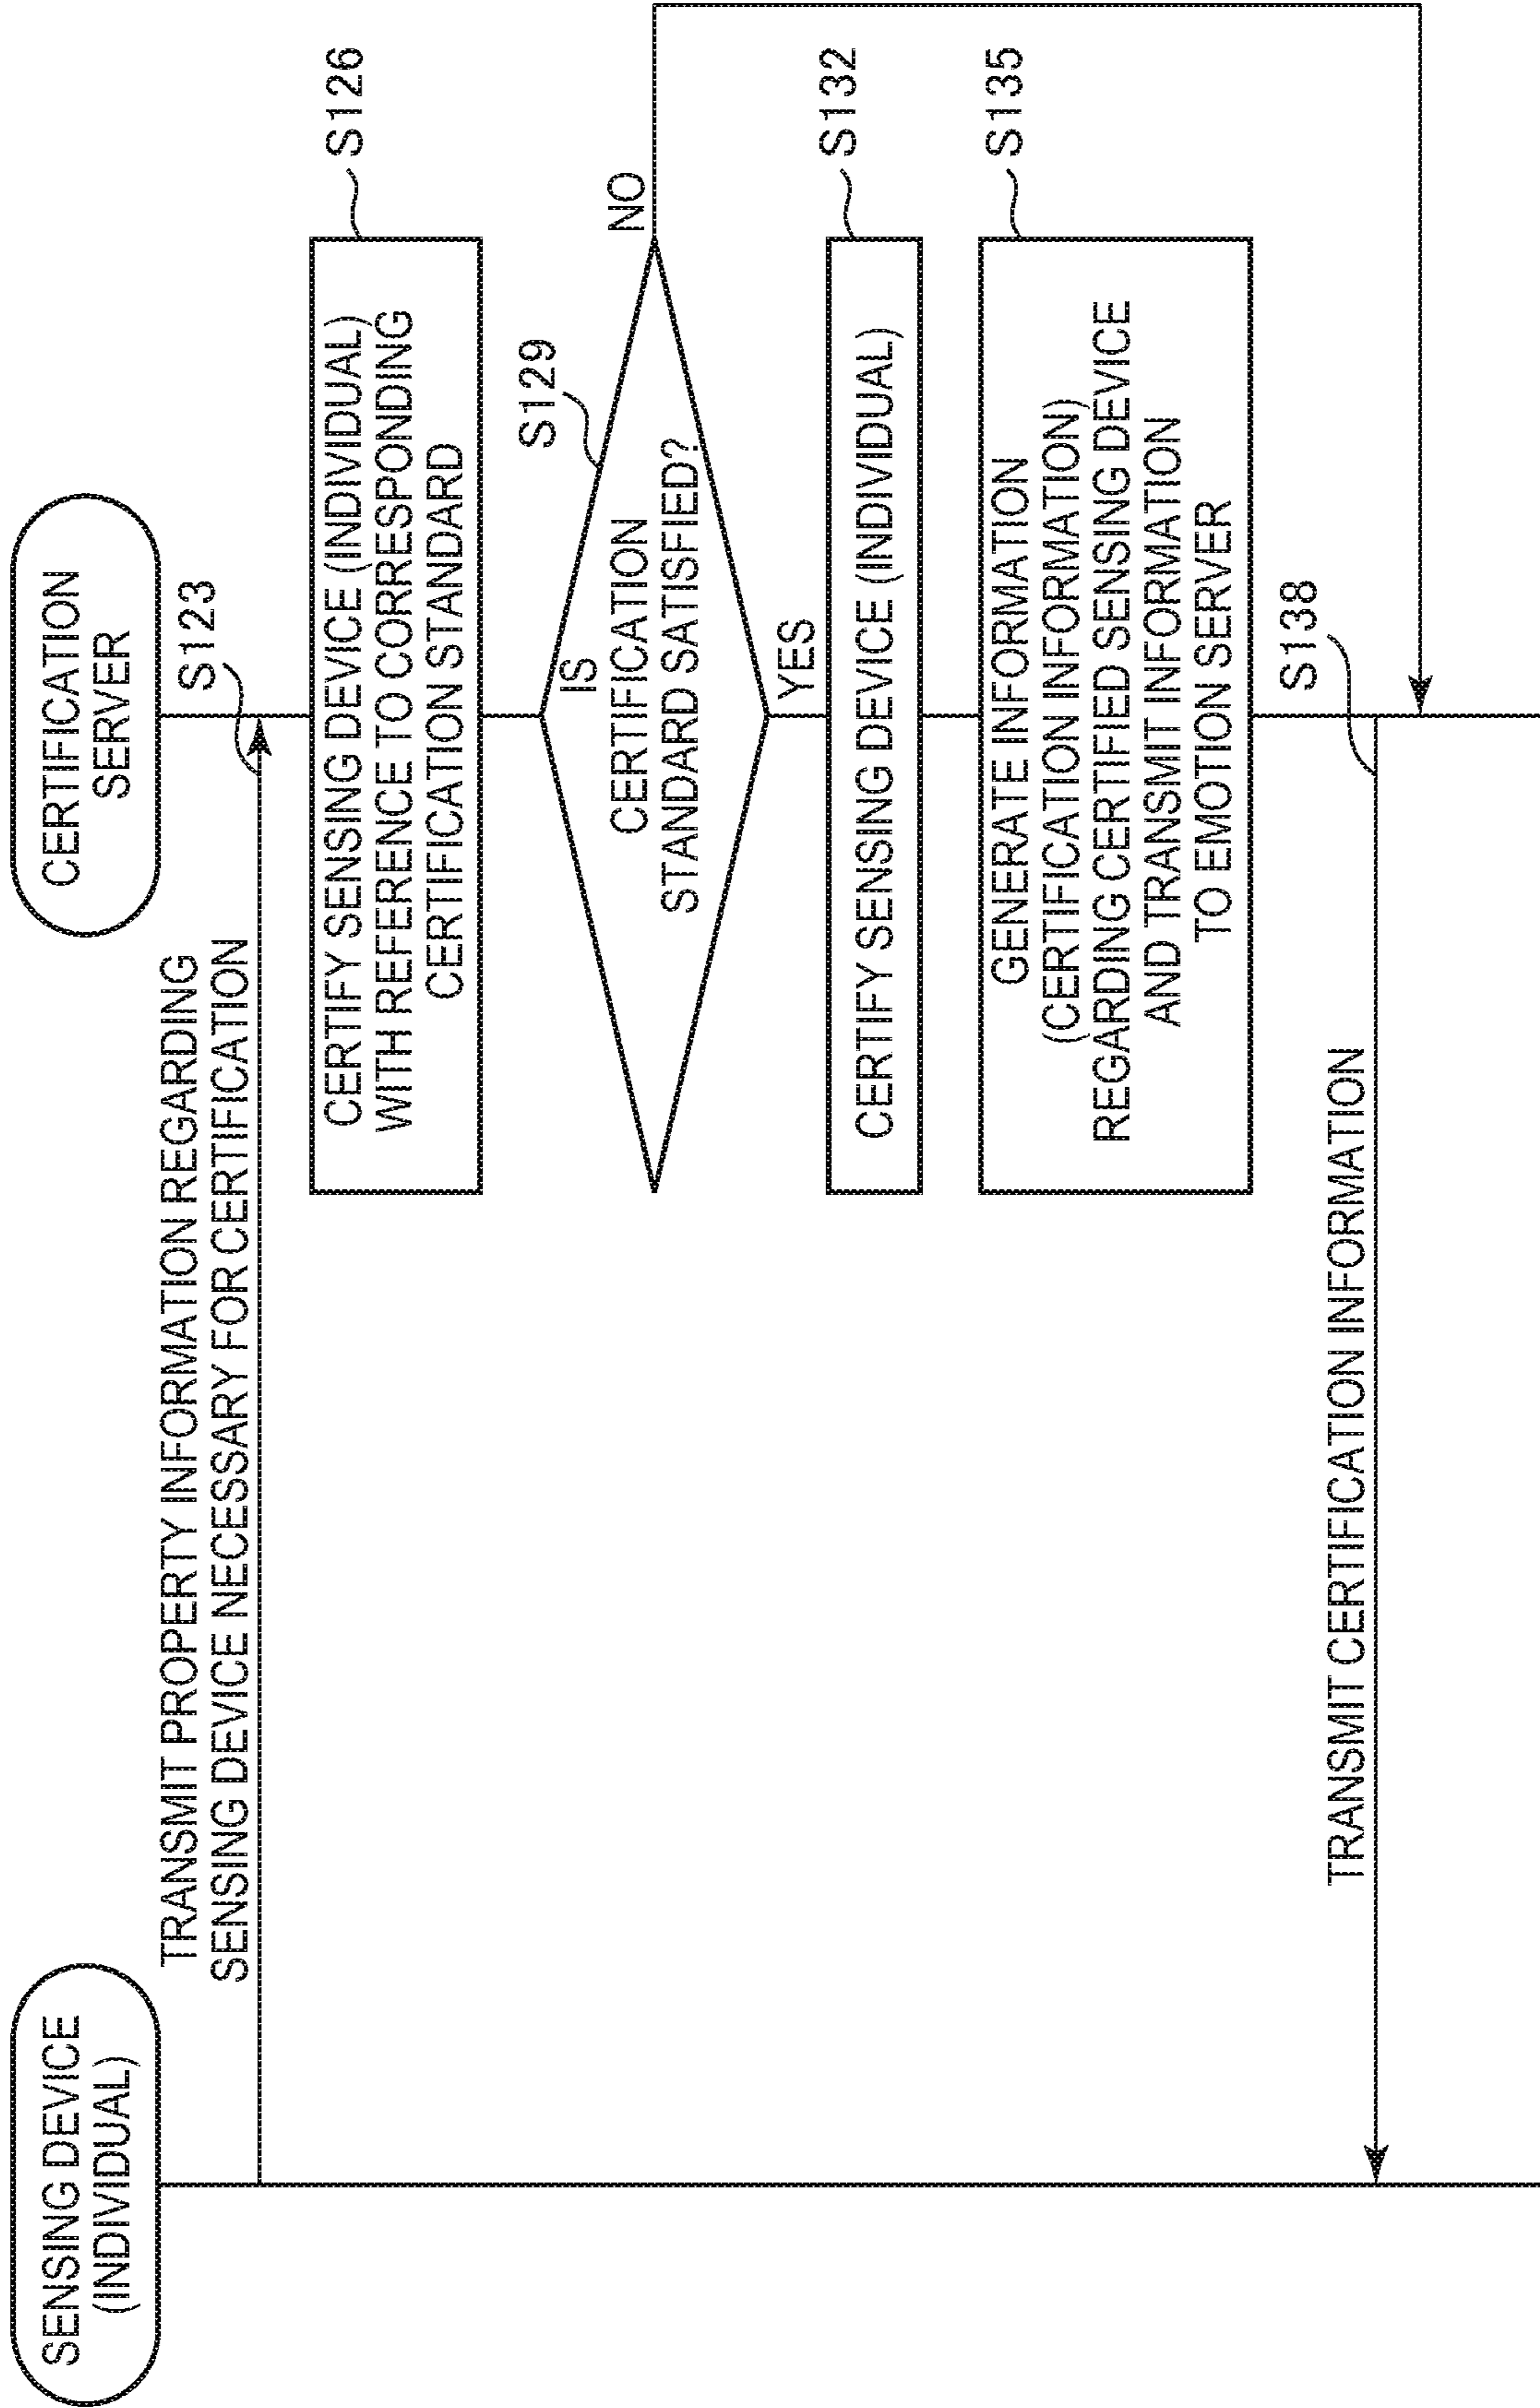 SENSING DEVICE
(INDIVIDUAL)
CERTIFICATION
SERVER
TRANSMIT PROPERTY INFORMATION REGARDING
SENSING DEVICE NECESSARY FOR CERTIFICATION
S123
CERTIFY SENSING DEVICE (INDIVIDUAL)
WITH REFERENCE TO CORRESPONDING
CERTIFICATION STANDARD
S126
S129
IS
CERTIFICATION
STANDARD SATISFIED?
NO
YES
CERTIFY SENSING DEVICE (INDIVIDUAL)
S132
GENERATE INFORMATION
(CERTIFICATION INFORMATION)
REGARDING CERTIFIED SENSING DEVICE
AND TRANSMIT INFORMATION
TO EMOTION SERVER
S135
TRANSMIT CERTIFICATION INFORMATION
S138